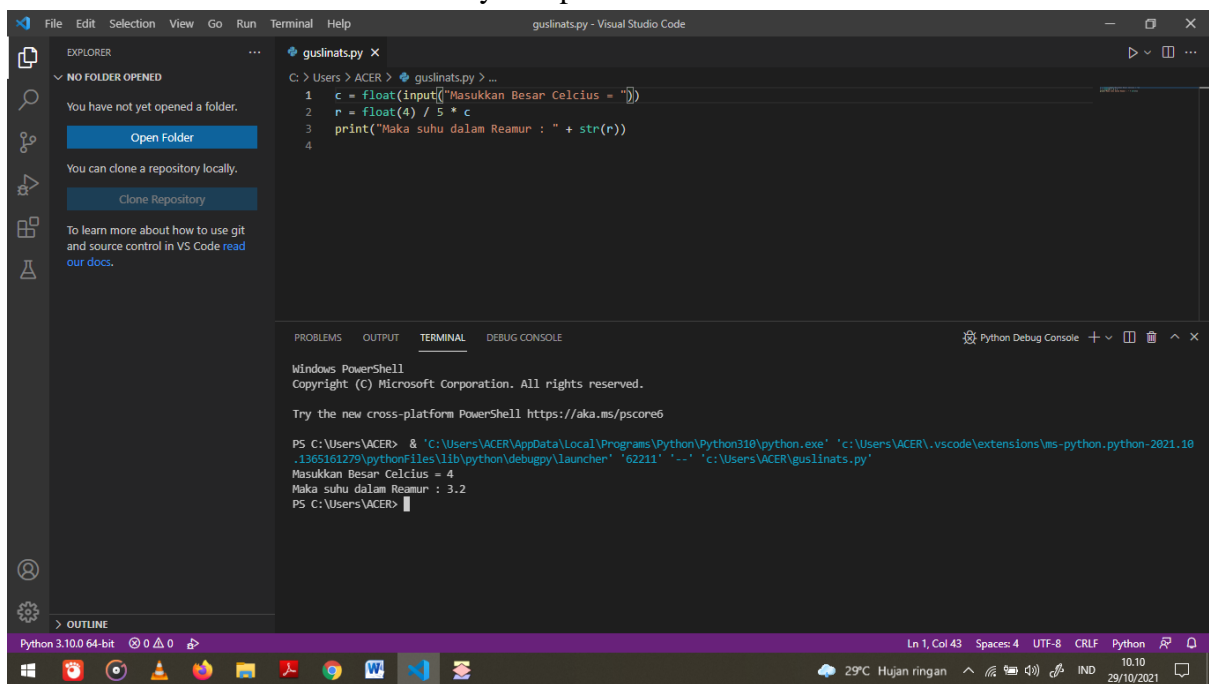 File Edit Selection View Go Run Terminal Help guslinats.py - Visual Studio Code
EXPLORER
NO FOLDER OPENED
You have not yet opened a folder.
Open Folder
You can clone a repository locally.
Clone Repository
To learn more about how to use git
and source control in VS Code read
our docs.
OUTLINE
guslinats.py
C: > Users > ACER > guslinats.py > ...
1 c = float(input("Masukkan Besar Celcius = "))
2 r = float(4) / 5 * c
3 print("Maka suhu dalam Reamur : " + str(r))
4
PROBLEMS OUTPUT TERMINAL DEBUG CONSOLE Python Debug Console
Windows PowerShell
Copyright (C) Microsoft Corporation. All rights reserved.
Try the new cross-platform PowerShell https://aka.ms/pscore6
PS C:\Users\ACER> & 'C:\Users\ACER\AppData\Local\Programs\Python\Python310\python.exe' 'c:\Users\ACER\.vscode\extensions\ms-python.python-2021.10
.1365161279\pythonFiles\lib\python\debugpy\launcher' '62211' '--' 'c:\Users\ACER\guslinats.py'
Masukkan Besar Celcius = 4
Maka suhu dalam Reamur : 3.2
PS C:\Users\ACER>
Python 3.10.0 64-bit 0 0 Ln 1, Col 43 Spaces: 4 UTF-8 CRLF Python
29°C Hujan ringan IND 10.10
29/10/2021